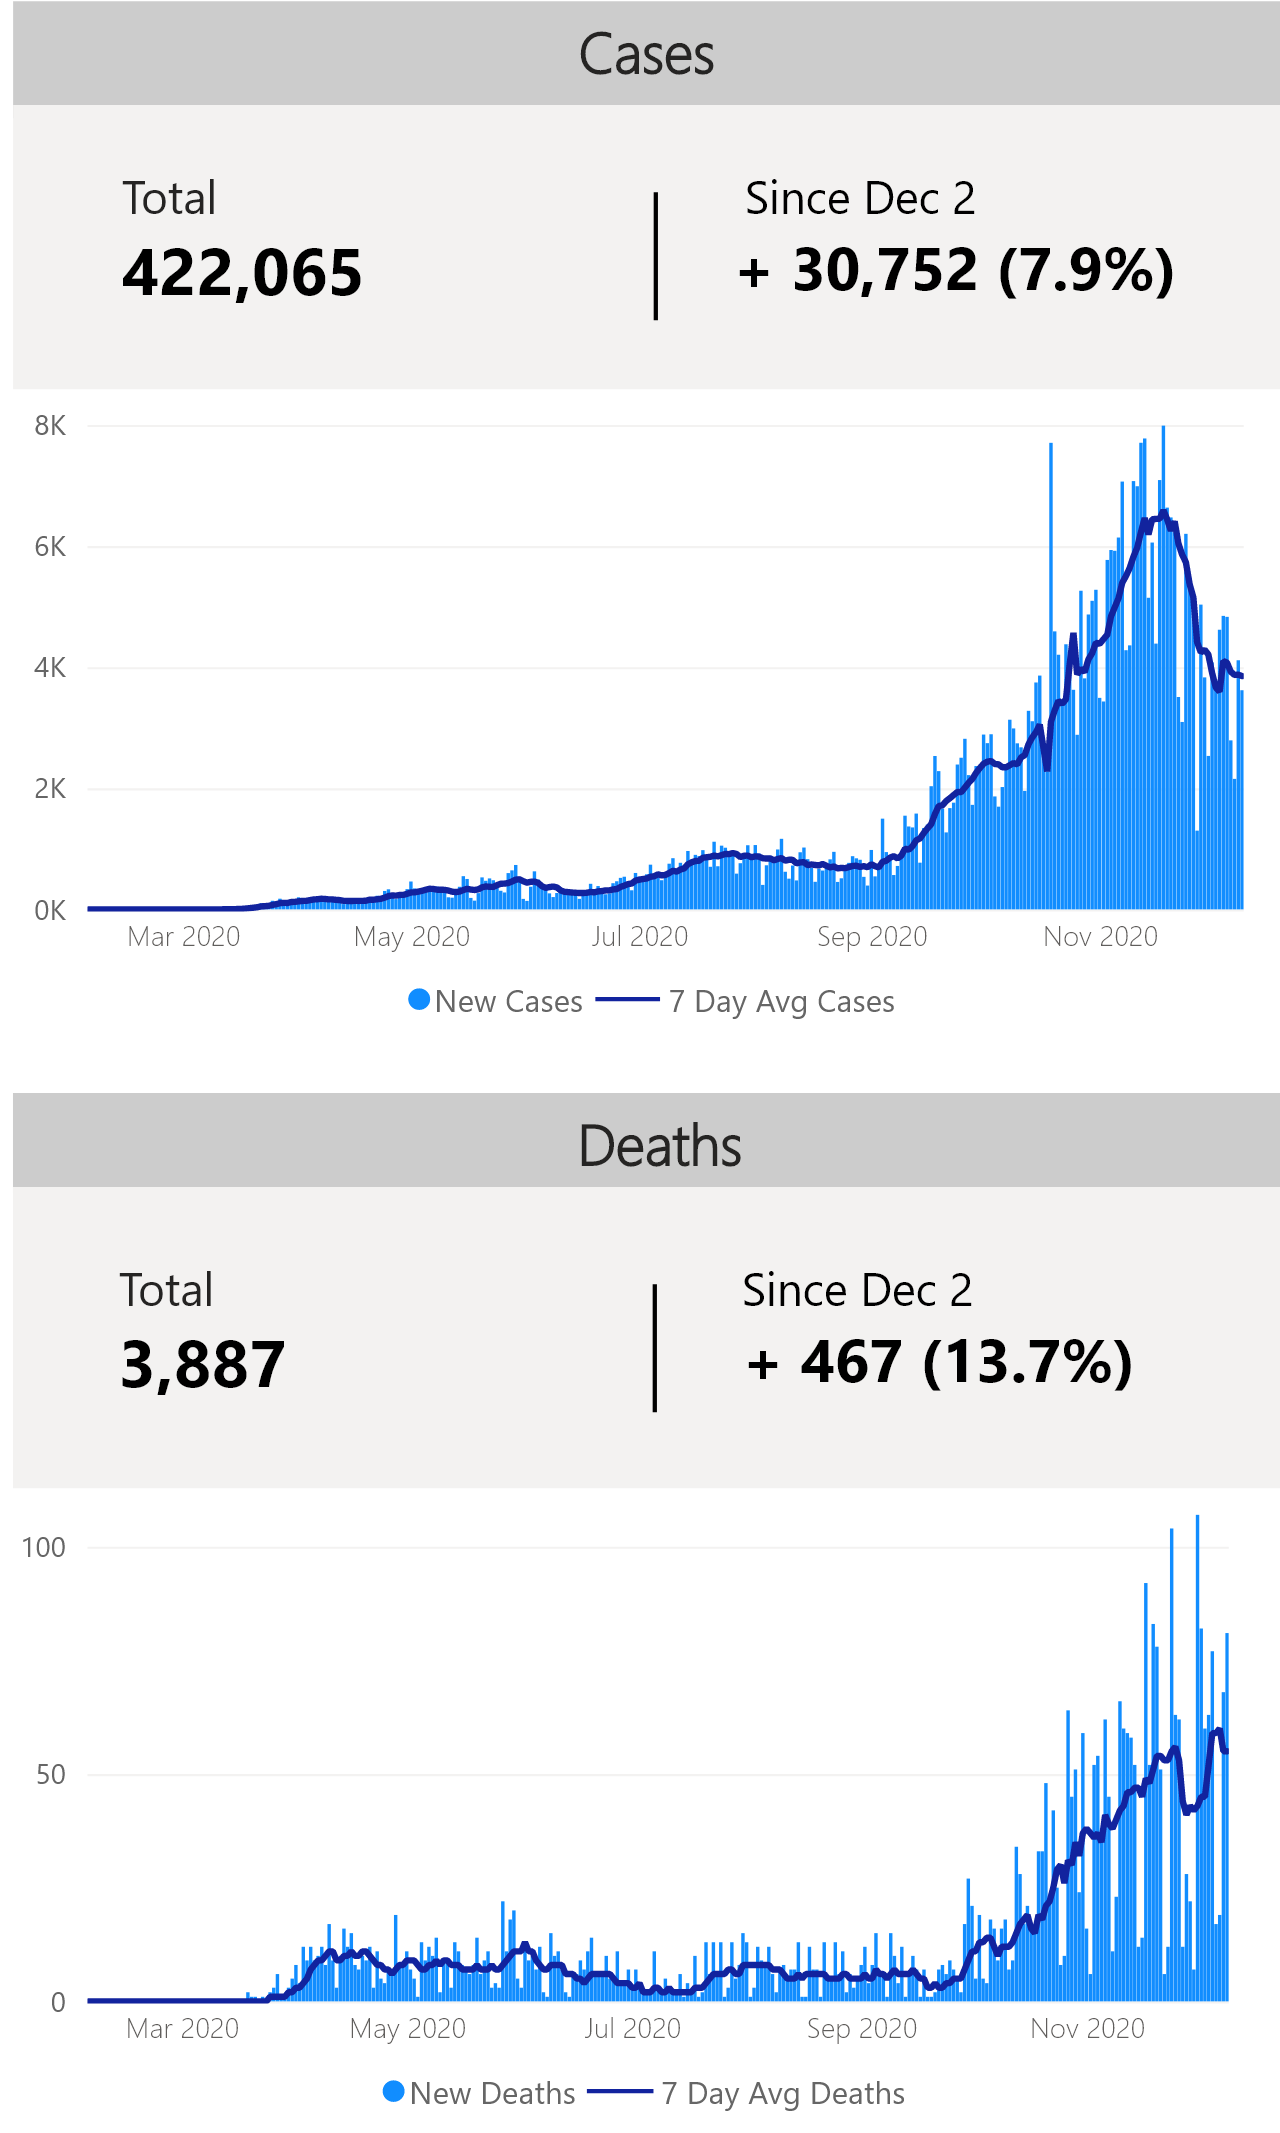 Cases
Total
Since Dec 2
422,065
+ 30,752 (7.9%)
8K
6K
4K
2K
0K
Mar 2020
May 2020
Jul 2020
Sep 2020
Nov 2020
New Cases
7 Day Avg Cases
Deaths
Total
Since Dec 2
3,887
+ 467 (13.7%)
100
50
0
Mar 2020
May 2020
Jul 2020
Sep 2020
Nov 2020
New Deaths
7 Day Avg Deaths